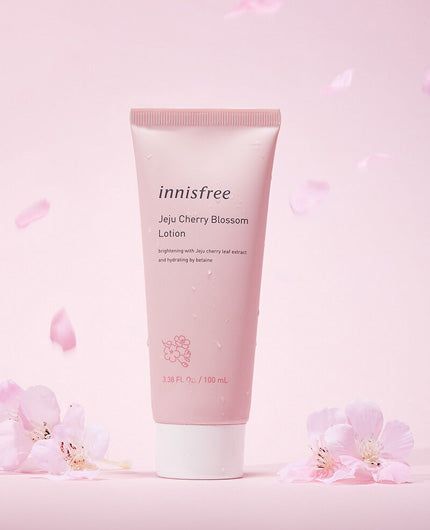 innisfree
Jeju Cherry Blossom
Lotion
brightening with Jeju cherry leaf extract
and hydrating by betaine
3.38 FL. Oz. / 100 mL